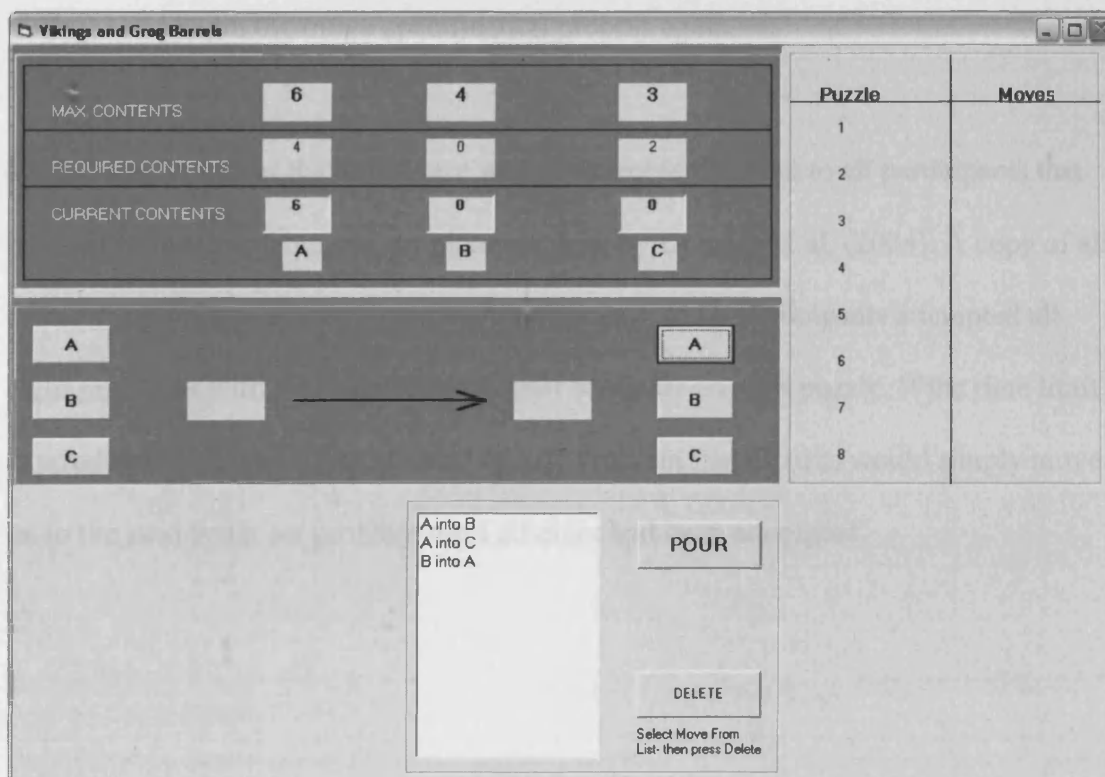 Vikings and Grog Barrels
MAX. CONTENTS 6 4 3
REQUIRED CONTENTS 4 0 2
CURRENT CONTENTS 6 0 0
A B C
A A
B B
C C
Puzzle Moves
1
2
3
4
5
6
7
8
A into B
A into C
B into A
POUR
DELETE
Select Move From
List- then press Delete